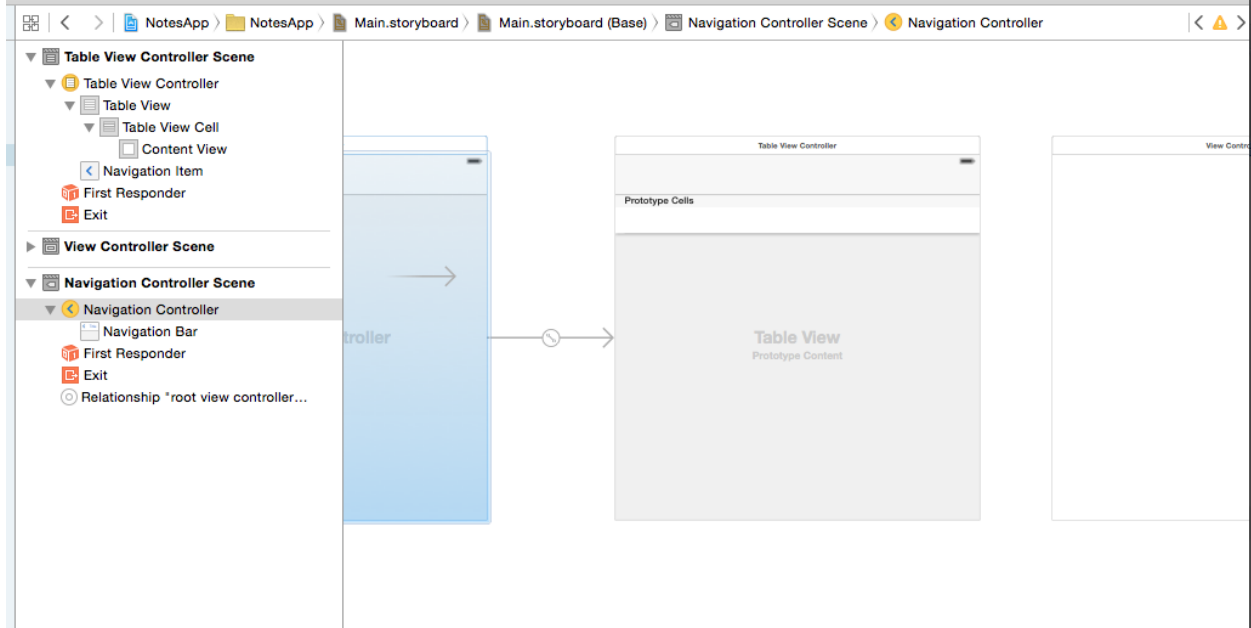 NotesApp NotesApp Main.storyboard Main.storyboard (Base) Navigation Controller Scene Navigation Controller
Table View Controller Scene
Table View Controller
Table View
Table View Cell
Content View
Navigation Item
First Responder
Exit
View Controller Scene
Navigation Controller Scene
Navigation Controller
Navigation Bar
First Responder
Exit
Relationship "root view controller...
troller
Table View Controller
Prototype Cells
Table View
Prototype Content
View Contro